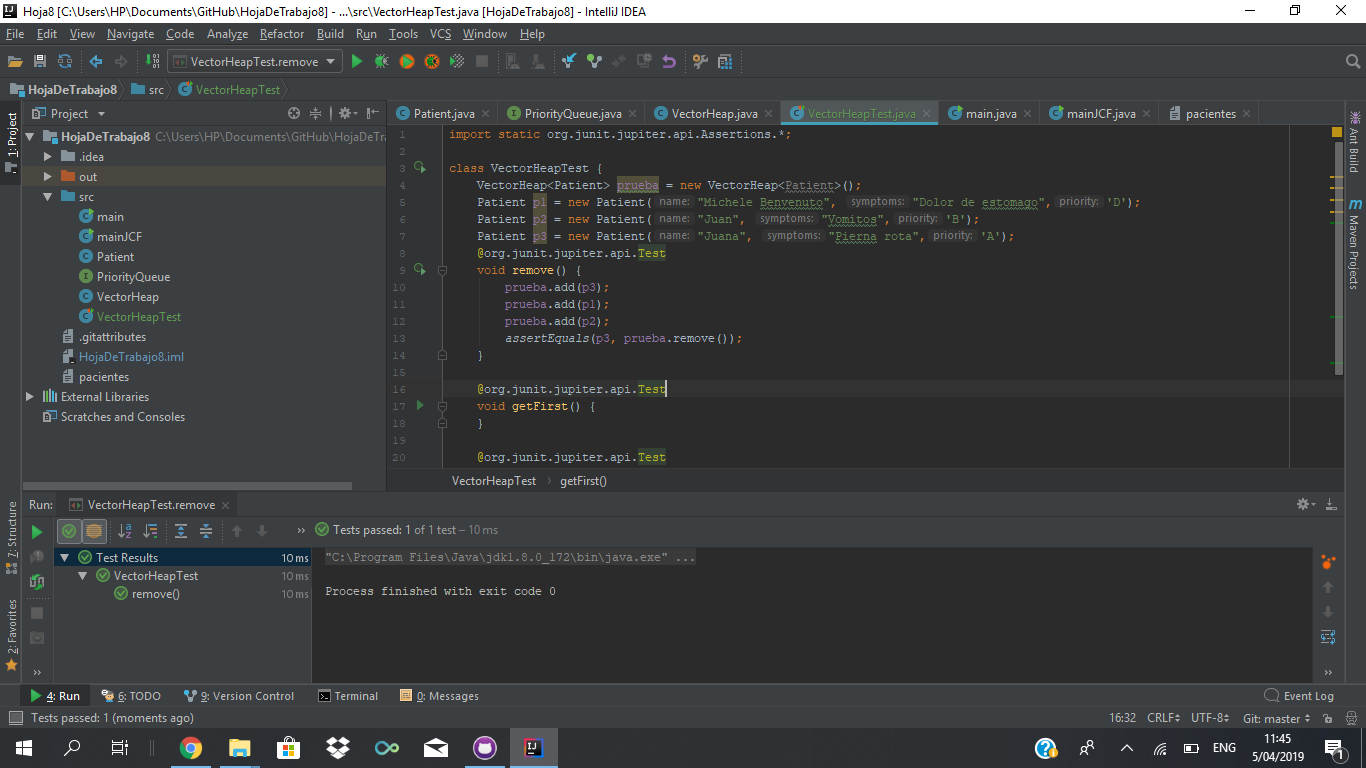 Hoja8 [C:\Users\HP\Documents\GitHub\HojaDeTrabajo8] - ...\src\VectorHeapTest.java [HojaDeTrabajo8] - IntelliJ IDEA
File Edit View Navigate Code Analyze Refactor Build Run Tools VCS Window Help
VectorHeapTest.remove
HojaDeTrabajo8 src VectorHeapTest
Project
Patient.java PriorityQueue.java VectorHeap.java VectorHeapTest.java main.java mainJCF.java pacientes
1: Project
HojaDeTrabajo8 C:\Users\HP\Documents\GitHub\HojaDeTra
.idea
out
src
main
mainJCF
Patient
PriorityQueue
VectorHeap
VectorHeapTest
.gitattributes
HojaDeTrabajo8.iml
pacientes
External Libraries
Scratches and Consoles
1 import static org.junit.jupiter.api.Assertions.*;
2
3 class VectorHeapTest {
4 VectorHeap<Patient> prueba = new VectorHeap<Patient>();
5 Patient p1 = new Patient( name: "Michele Benvenuto", symptoms: "Dolor de estomago", priority: 'D');
6 Patient p2 = new Patient( name: "Juan", symptoms: "Vomitos", priority: 'B');
7 Patient p3 = new Patient( name: "Juana", symptoms: "Pierna rota", priority: 'A');
8 @org.junit.jupiter.api.Test
9 void remove() {
10 prueba.add(p3);
11 prueba.add(p1);
12 prueba.add(p2);
13 assertEquals(p3, prueba.remove());
14 }
15
16 @org.junit.jupiter.api.Test
17 void getFirst() {
18 }
19
20 @org.junit.jupiter.api.Test
VectorHeapTest getFirst()
Ant Build
m Maven Projects
7: Structure
2: Favorites
Run: VectorHeapTest.remove
Tests passed: 1 of 1 test – 10 ms
Test Results 10 ms
VectorHeapTest 10 ms
remove() 10 ms
"C:\Program Files\Java\jdk1.8.0_172\bin\java.exe" ...
Process finished with exit code 0
4: Run 6: TODO 9: Version Control Terminal 0: Messages Event Log
Tests passed: 1 (moments ago) 16:32 CRLF UTF-8 Git: master
ENG
11:45
5/04/2019
1